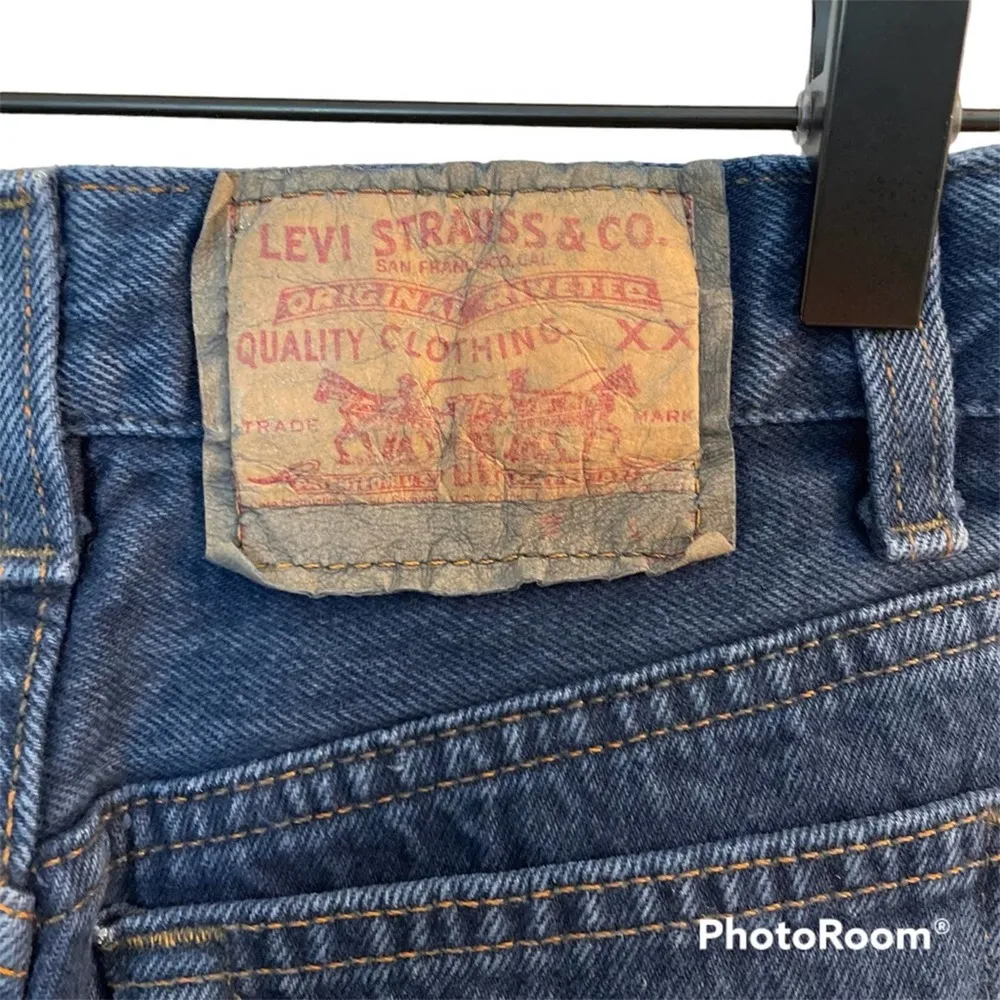 LEVI STRAUSS & CO.
SAN FRANCISCO, CAL.
ORIGINAL RIVETED
QUALITY CLOTHING XX
TRADE MARK
PhotoRoom®